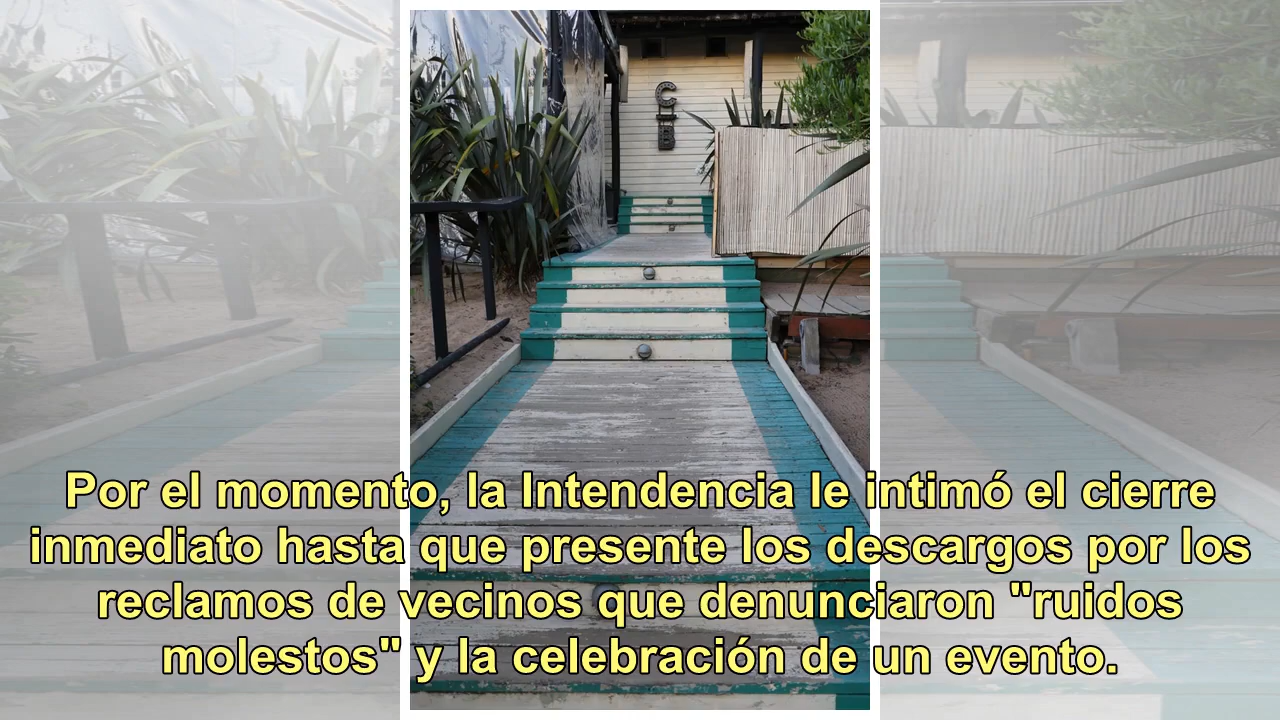 C
H
B
Por el momento, la Intendencia le intimó el cierre
inmediato hasta que presente los descargos por los
reclamos de vecinos que denunciaron "ruidos
molestos" y la celebración de un evento.